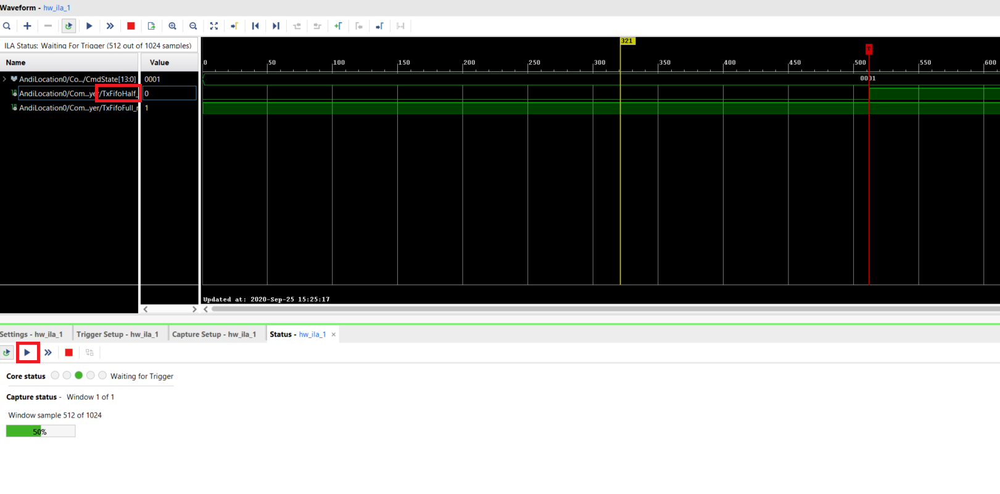 Waveform - hw_ila_1
ILA Status: Waiting For Trigger (512 out of 1024 samples)
Name Value
321
T
0 50 100 150 200 250 300 350 400 450 500 550 600
AndiLocation0/Co.../CmdState[13:0] 0001 0001
AndiLocation0/Com...yer/TxFifoHalf_ 0
AndiLocation0/Com...yer/TxFifoFull_r 1
Updated at: 2020-Sep-25 15:25:17
Settings - hw_ila_1 Trigger Setup - hw_ila_1 Capture Setup - hw_ila_1 Status - hw_ila_1 ×
Core status Waiting for Trigger
Capture status - Window 1 of 1
Window sample 512 of 1024
50%